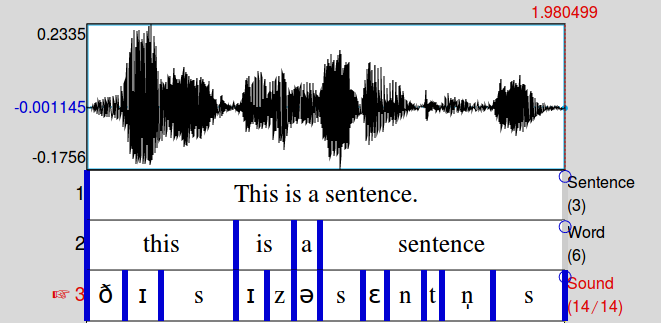 1.980499
0.2335
-0.001145
-0.1756
1 This is a sentence. Sentence (3)
2 this is a sentence Word (6)
☞ 3 ð ɪ s ɪ z ə s ɛ n t n̩ s Sound (14/14)